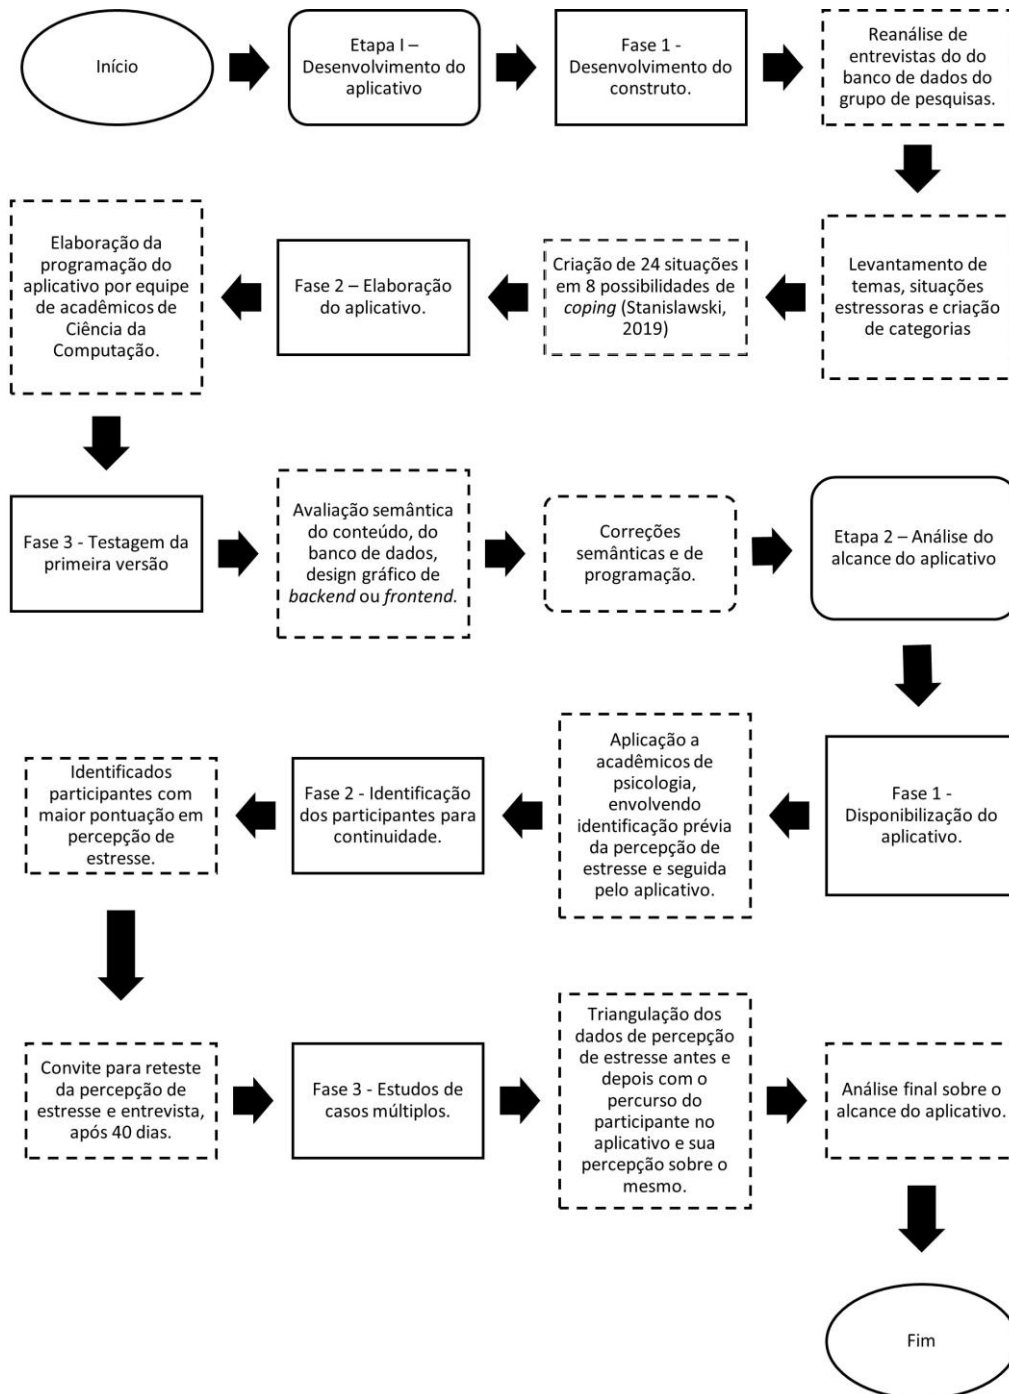 Início
Etapa I –
Desenvolvimento do
aplicativo
Fase 1 -
Desenvolvimento do
construto.
Reanálise de
entrevistas do do
banco de dados do
grupo de pesquisas.
Levantamento de
temas, situações
estressoras e criação
de categorias
Criação de 24 situações
em 8 possibilidades de
coping (Stanislawski,
2019)
Fase 2 – Elaboração
do aplicativo.
Elaboração da
programação do
aplicativo por equipe
de acadêmicos de
Ciência da
Computação.
Fase 3 - Testagem da
primeira versão
Avaliação semântica
do conteúdo, do
banco de dados,
design gráfico de
backend ou frontend.
Correções
semânticas e de
programação.
Etapa 2 – Análise do
alcance do aplicativo
Fase 1 -
Disponibilização do
aplicativo.
Aplicação a
acadêmicos de
psicologia,
envolvendo
identificação prévia
da percepção de
estresse e seguida
pelo aplicativo.
Fase 2 - Identificação
dos participantes para
continuidade.
Identificados
participantes com
maior pontuação em
percepção de
estresse.
Convite para reteste
da percepção de
estresse e entrevista,
após 40 dias.
Fase 3 - Estudos de
casos múltiplos.
Triangulação dos
dados de percepção
de estresse antes e
depois com o
percurso do
participante no
aplicativo e sua
percepção sobre o
mesmo.
Análise final sobre o
alcance do aplicativo.
Fim